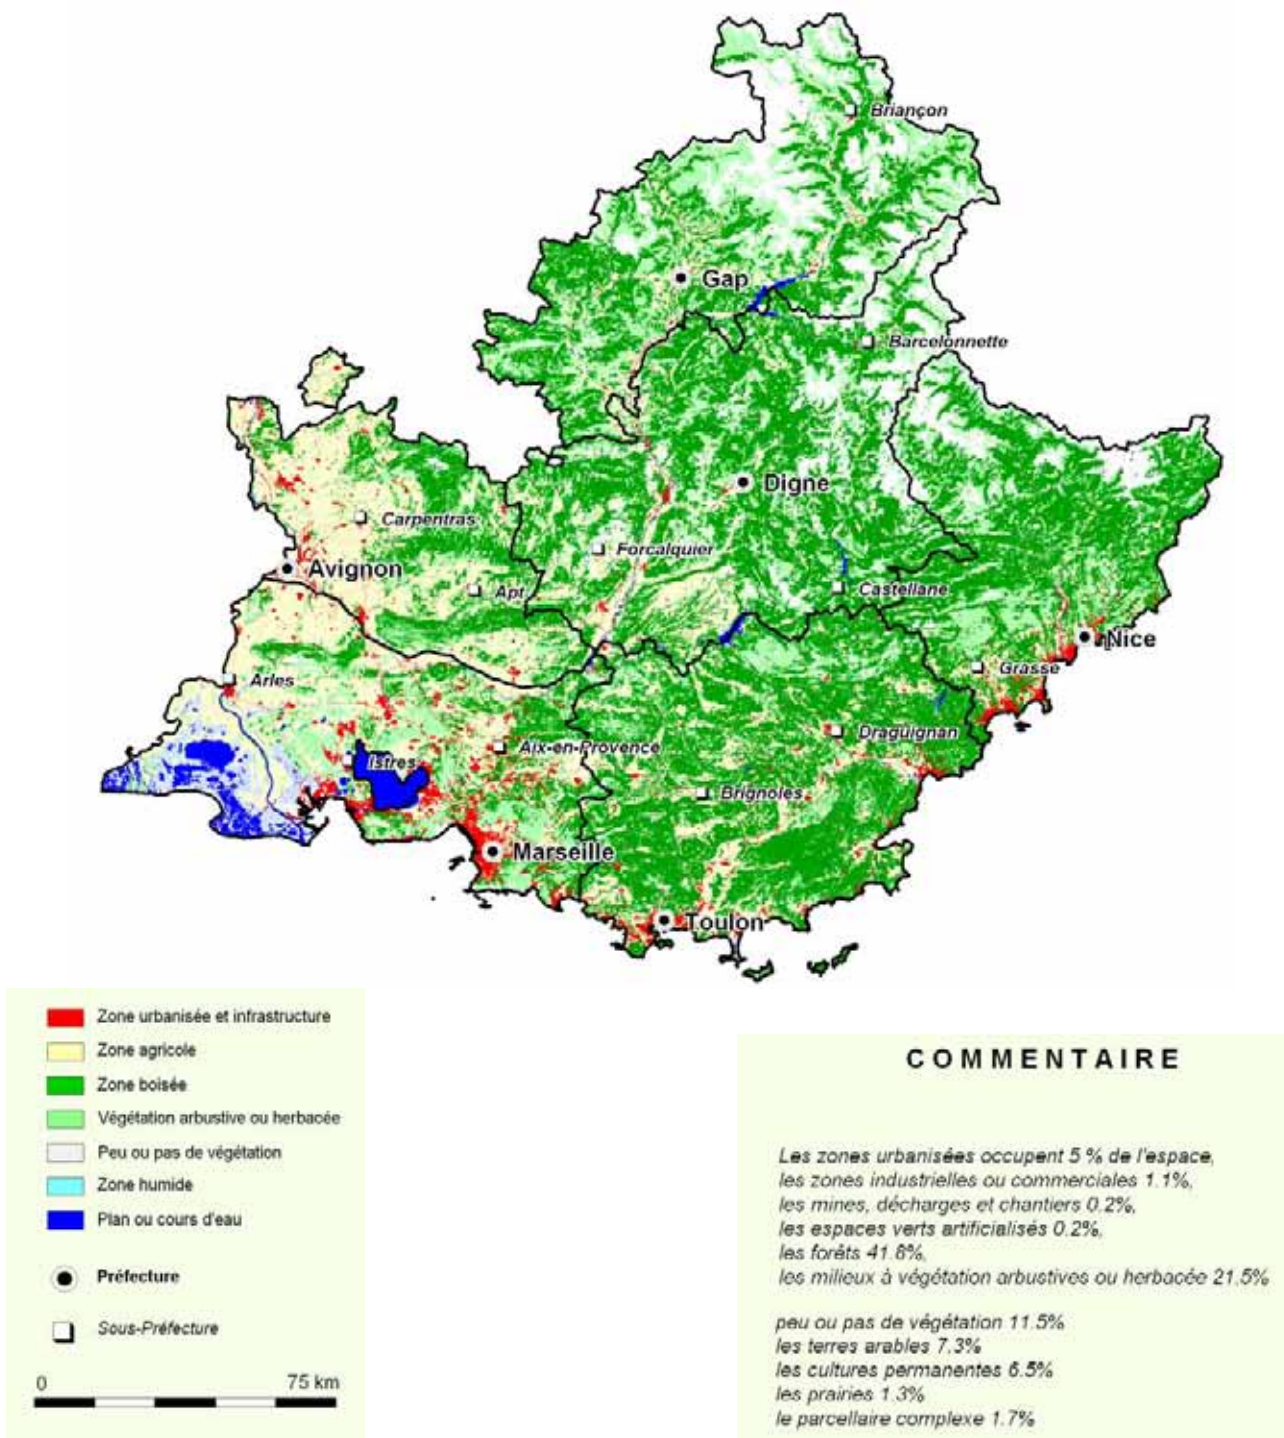 Briançon
Gap
Barcelonnette
Digne
Carpentras
Forcalquier
Avignon
Apt
Castellane
Nice
Grasse
Arles
Draguignan
Aix-en-Provence
Istres
Brignoles
Marseille
Toulon
Zone urbanisée et infrastructure
Zone agricole
Zone boisée
Végétation arbustive ou herbacée
Peu ou pas de végétation
Zone humide
Plan ou cours d'eau
Préfecture
Sous-Préfecture
0 75 km
COMMENTAIRE
Les zones urbanisées occupent 5 % de l'espace,
les zones industrielles ou commerciales 1.1%,
les mines, décharges et chantiers 0.2%,
les espaces verts artificialisés 0.2%,
les forêts 41.8%,
les milieux à végétation arbustives ou herbacée 21.5%
peu ou pas de végétation 11.5%
les terres arables 7.3%
les cultures permanentes 6.5%
les prairies 1.3%
le parcellaire complexe 1.7%